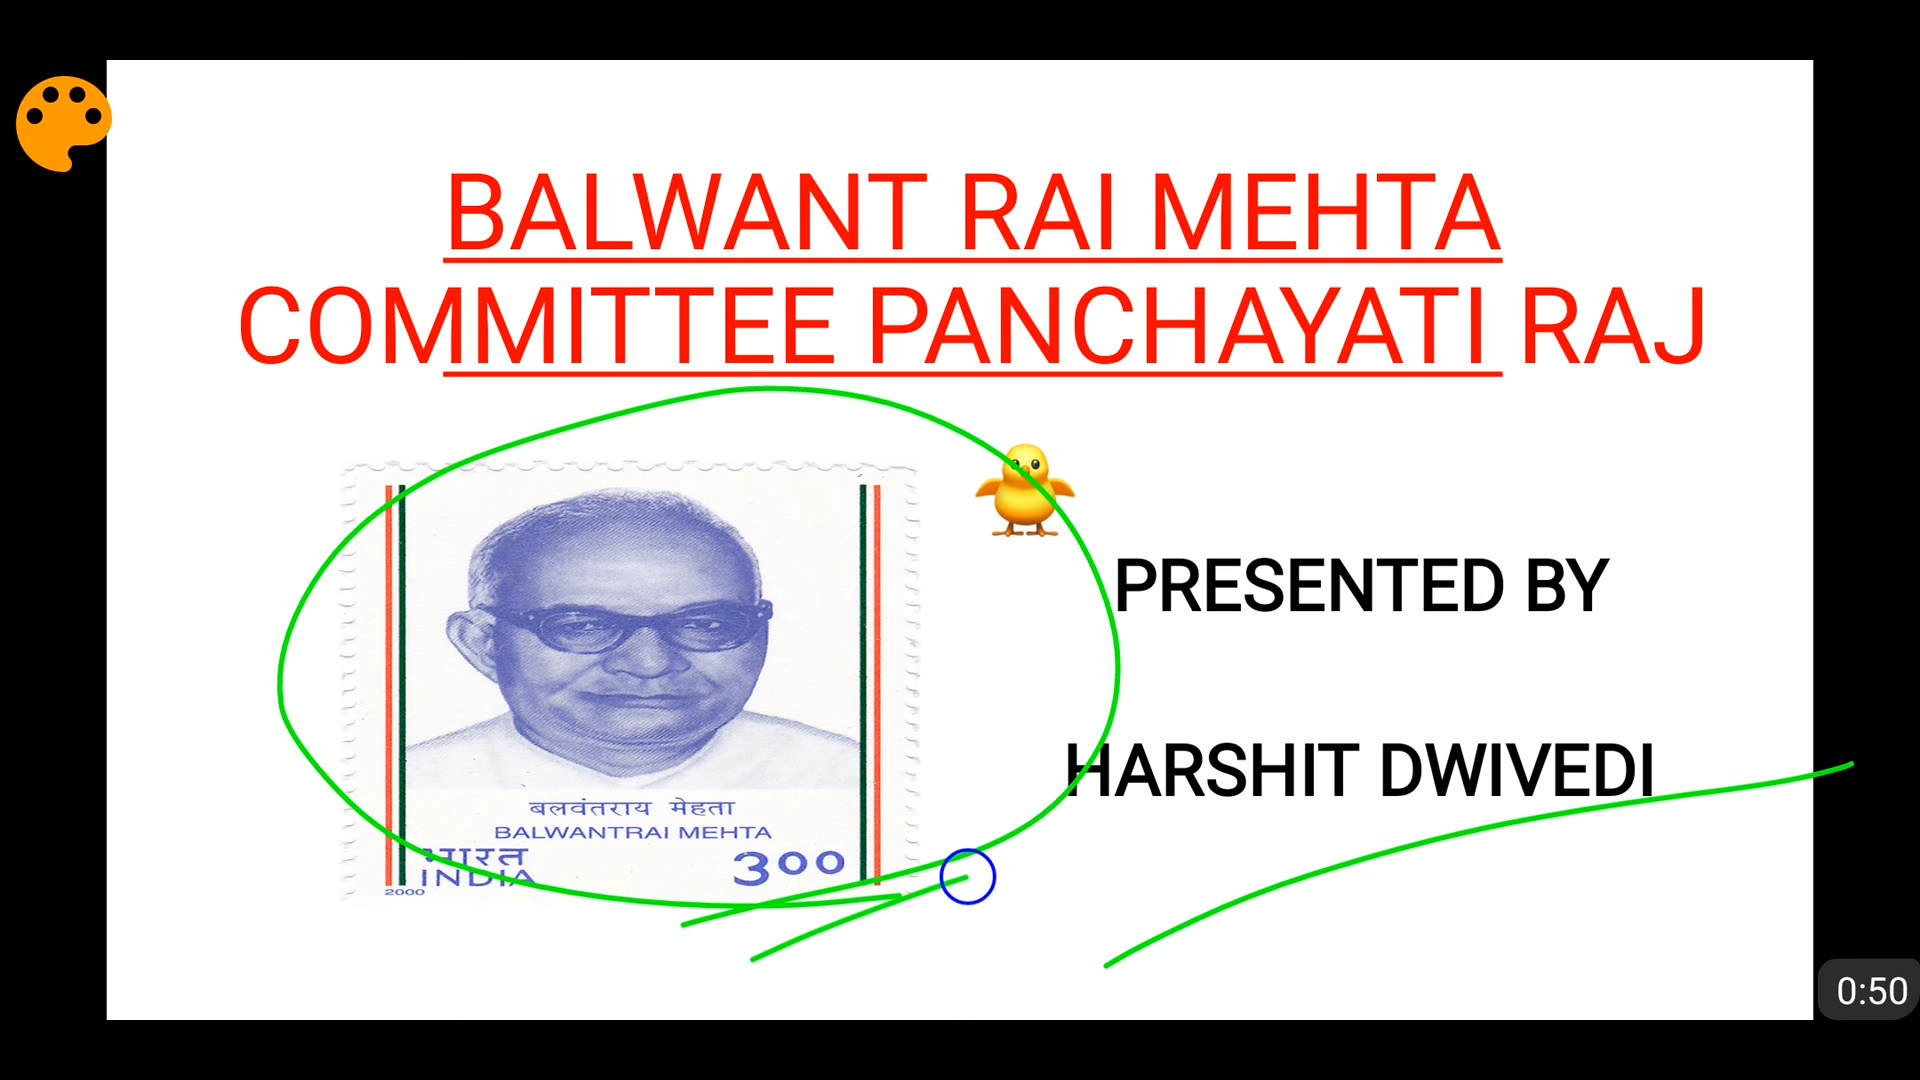 BALWANT RAI MEHTA
COMMITTEE PANCHAYATI RAJ
PRESENTED BY
HARSHIT DWIVEDI
बलवंतराय मेहता
BALWANTRAI MEHTA
भारत
INDIA
300
2000
0:50